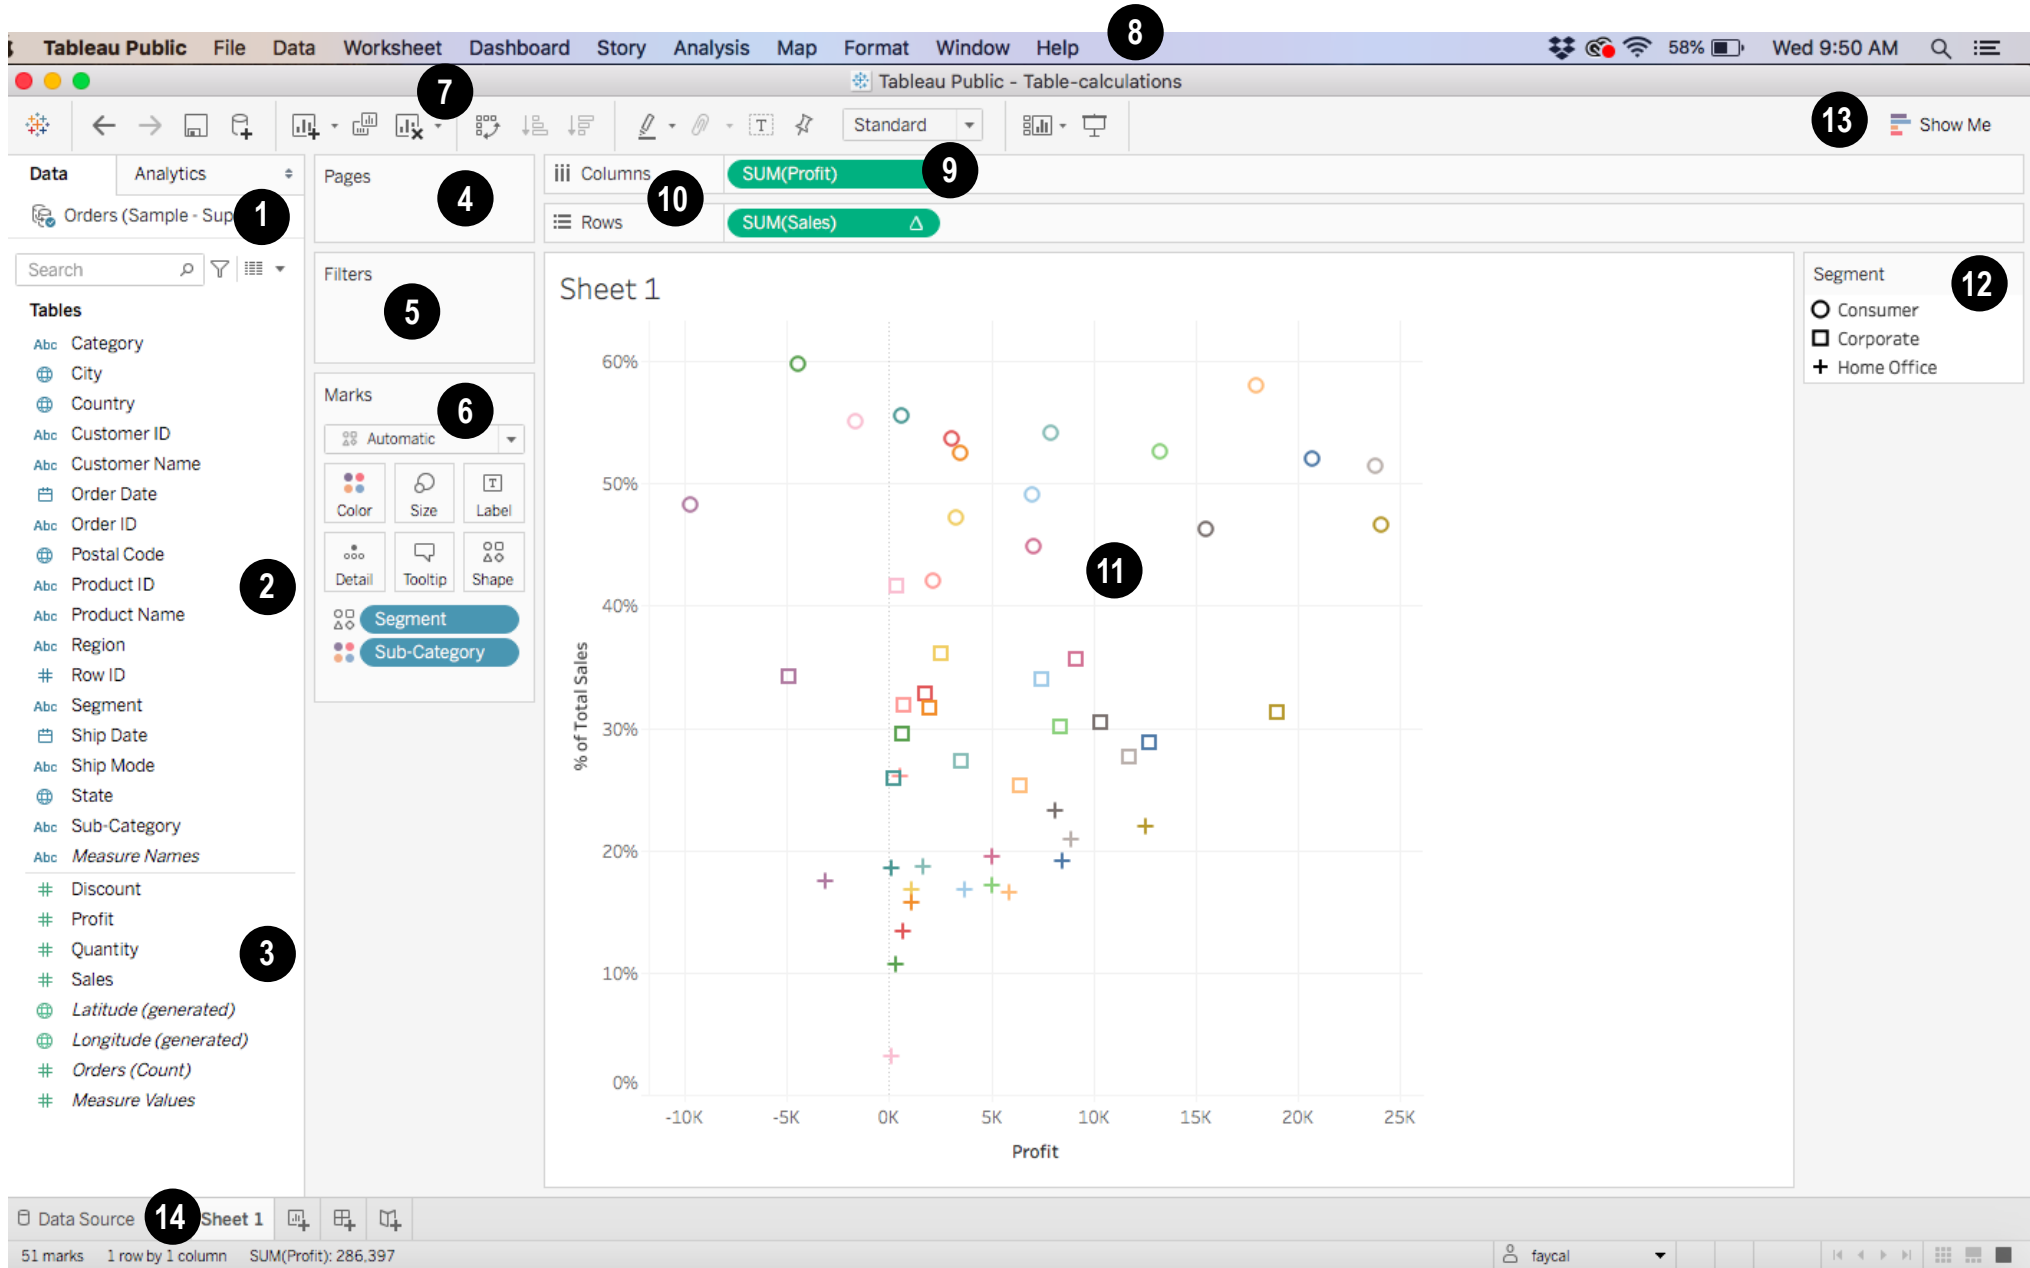 8
Tableau Public File Data Worksheet Dashboard Story Analysis Map Format Window Help 58% Wed 9:50 AM
Tableau Public - Table-calculations
7
Standard
13
Show Me
Data Analytics
1
Orders (Sample - Sup
Search
Tables
Abc Category
City
Country
Abc Customer ID
Abc Customer Name
Order Date
Abc Order ID
Postal Code
Abc Product ID
2
Abc Product Name
Abc Region
# Row ID
Abc Segment
Ship Date
Abc Ship Mode
State
Abc Sub-Category
Abc Measure Names
# Discount
# Profit
# Quantity
3
# Sales
Latitude (generated)
Longitude (generated)
# Orders (Count)
# Measure Values
Pages
4
Filters
5
Marks
6
Automatic
Color Size T Label
Detail Tooltip Shape
Segment
Sub-Category
Columns SUM(Profit)
9
10
Rows SUM(Sales) Δ
Sheet 1
60%
50%
40%
30%
20%
10%
0%
% of Total Sales
11
-10K -5K 0K 5K 10K 15K 20K 25K
Profit
Segment
12
Consumer
Corporate
Home Office
Data Source
14
Sheet 1
51 marks 1 row by 1 column SUM(Profit): 286,397
faycal